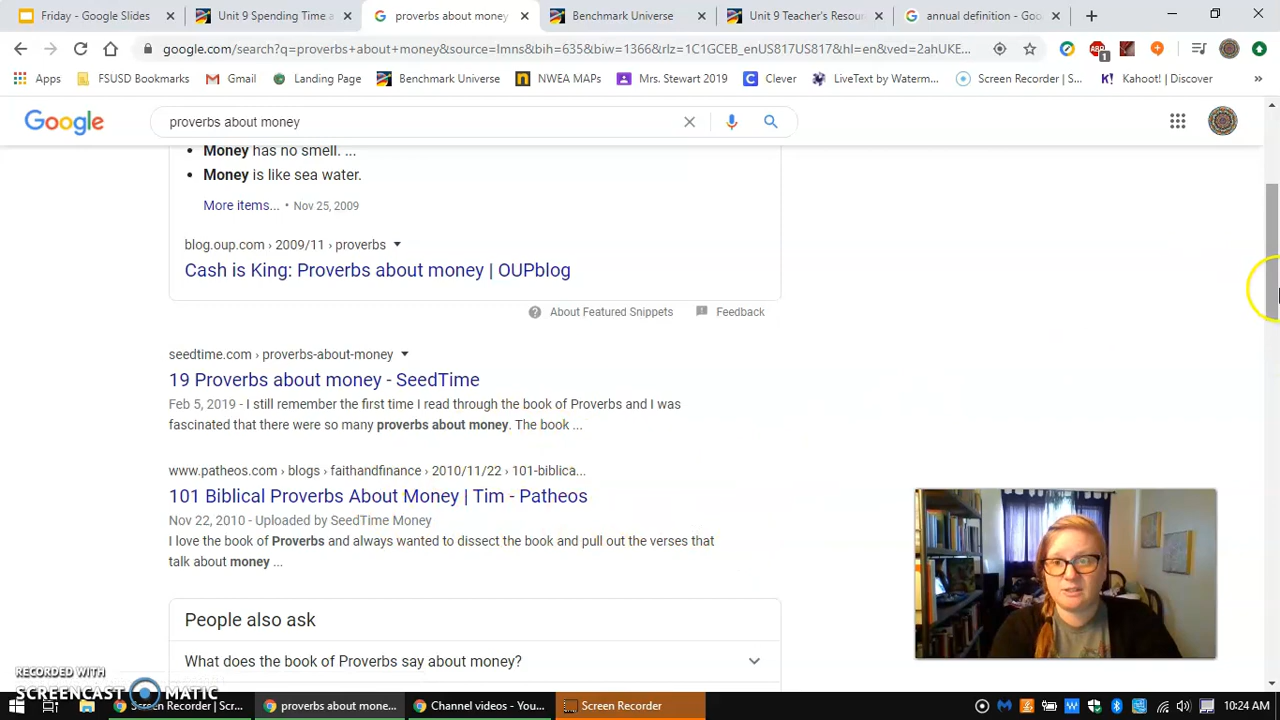 Friday - Google Slides
Unit 9 Spending Time a
proverbs about money
Benchmark Universe
Unit 9 Teacher's Resou
annual definition - Goo
google.com/search?q=proverbs+about+money&source=lmns&bih=635&biw=1366&rlz=1C1GCEB_enUS817US817&hl=en&ved=2ahUKE...
Apps
FSUSD Bookmarks
Gmail
Landing Page
Benchmark Universe
NWEA MAPs
Mrs. Stewart 2019
Clever
LiveText by Waterm...
Screen Recorder | S...
Kahoot! | Discover
Google
proverbs about money
• Money has no smell. ...
• Money is like sea water.
More items... • Nov 25, 2009
blog.oup.com › 2009/11 › proverbs
Cash is King: Proverbs about money | OUPblog
About Featured Snippets
Feedback
seedtime.com › proverbs-about-money
19 Proverbs about money - SeedTime
Feb 5, 2019 - I still remember the first time I read through the book of Proverbs and I was
fascinated that there were so many proverbs about money. The book ...
www.patheos.com › blogs › faithandfinance › 2010/11/22 › 101-biblica...
101 Biblical Proverbs About Money | Tim - Patheos
Nov 22, 2010 - Uploaded by SeedTime Money
I love the book of Proverbs and always wanted to dissect the book and pull out the verses that
talk about money ...
People also ask
What does the book of Proverbs say about money?
RECORDED WITH
SCREENCAST MATIC
Screen Recorder | Sc...
proverbs about mone...
Channel videos - You...
Screen Recorder
10:24 AM